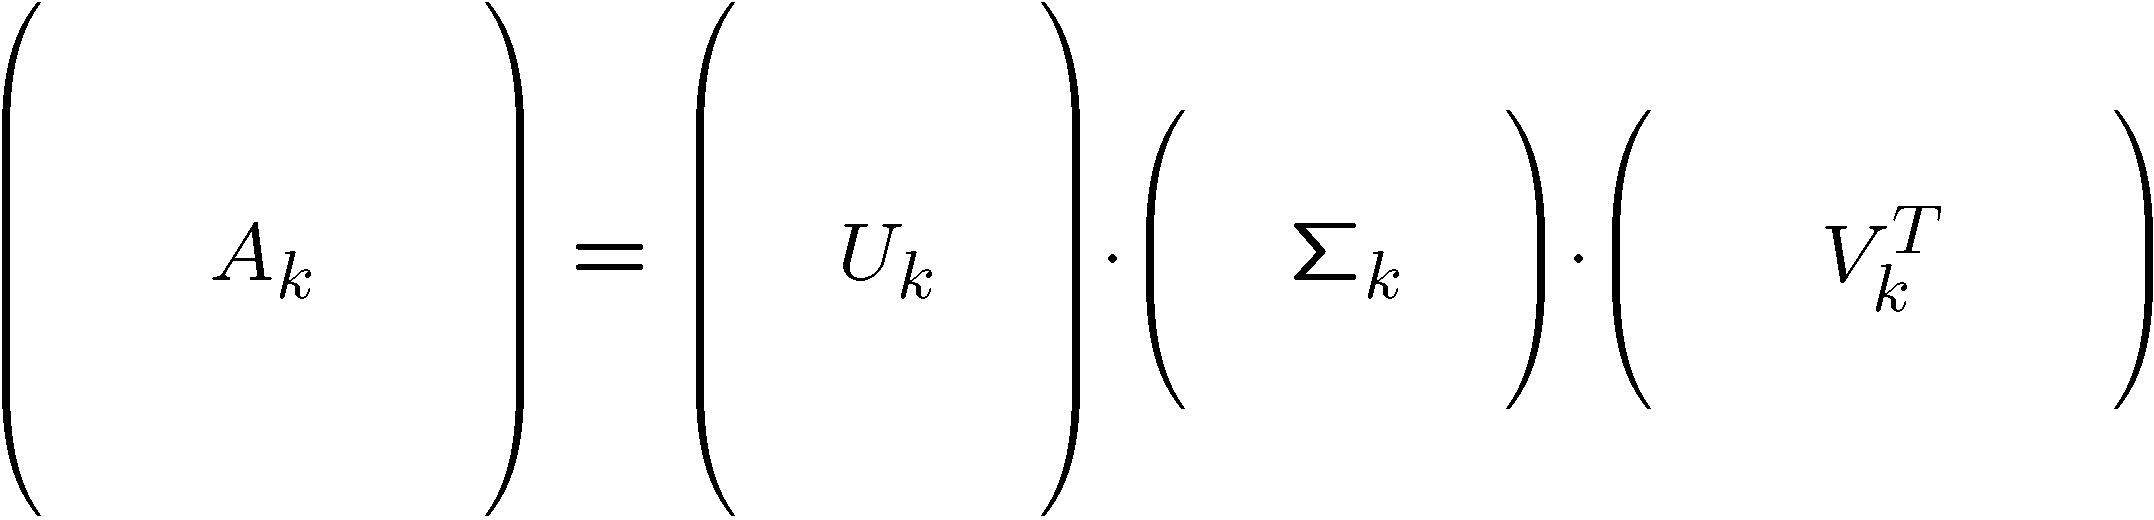 (A_k) = (U_k) · (Σ_k) · (V_k^T)